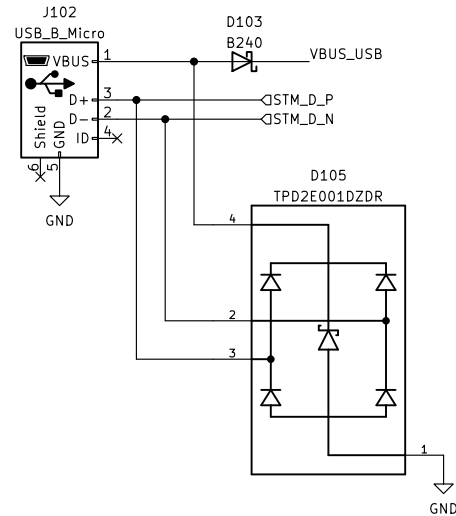 J102
USB_B_Micro
D103
B240
VBUS
1
VBUS_USB
D+
3
STM_D_P
D-
2
STM_D_N
ID
4
Shield
GND
6
5
GND
D105
TPD2E001DZDR
4
2
3
1
GND